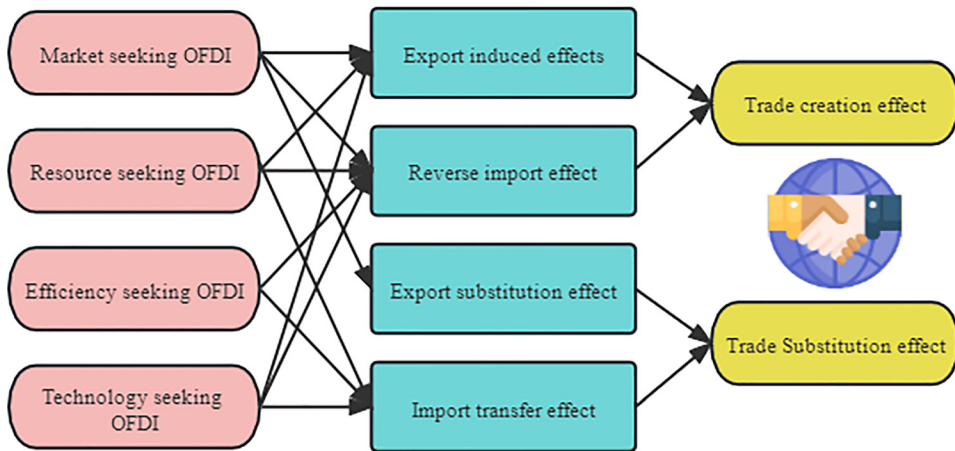 Market seeking OFDI
Export induced effects
Trade creation effect
Resource seeking OFDI
Reverse import effect
Efficiency seeking OFDI
Export substitution effect
Trade Substitution effect
Technology seeking
OFDI
Import transfer effect